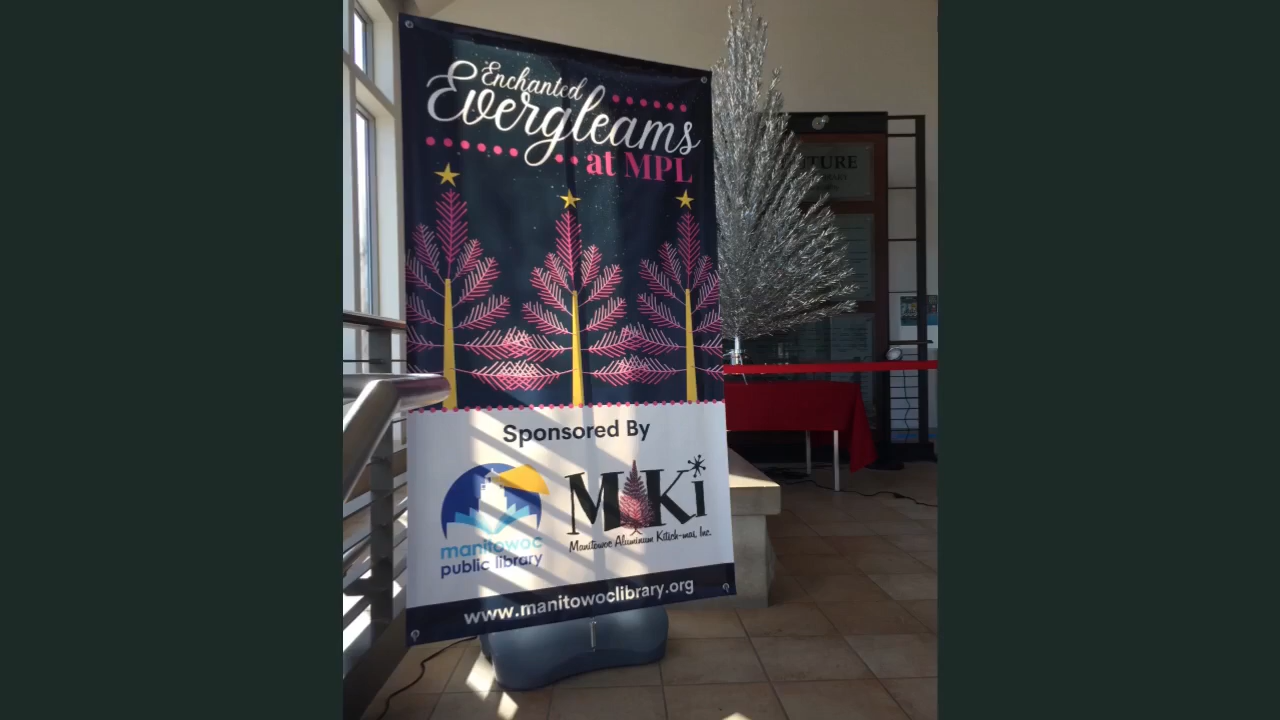 Enchanted
Evergleams
at MPL
Sponsored By
manitowoc
public library
MAKi
Manitowoc Aluminum Kitsch-mas, Inc.
www.manitowoclibrary.org